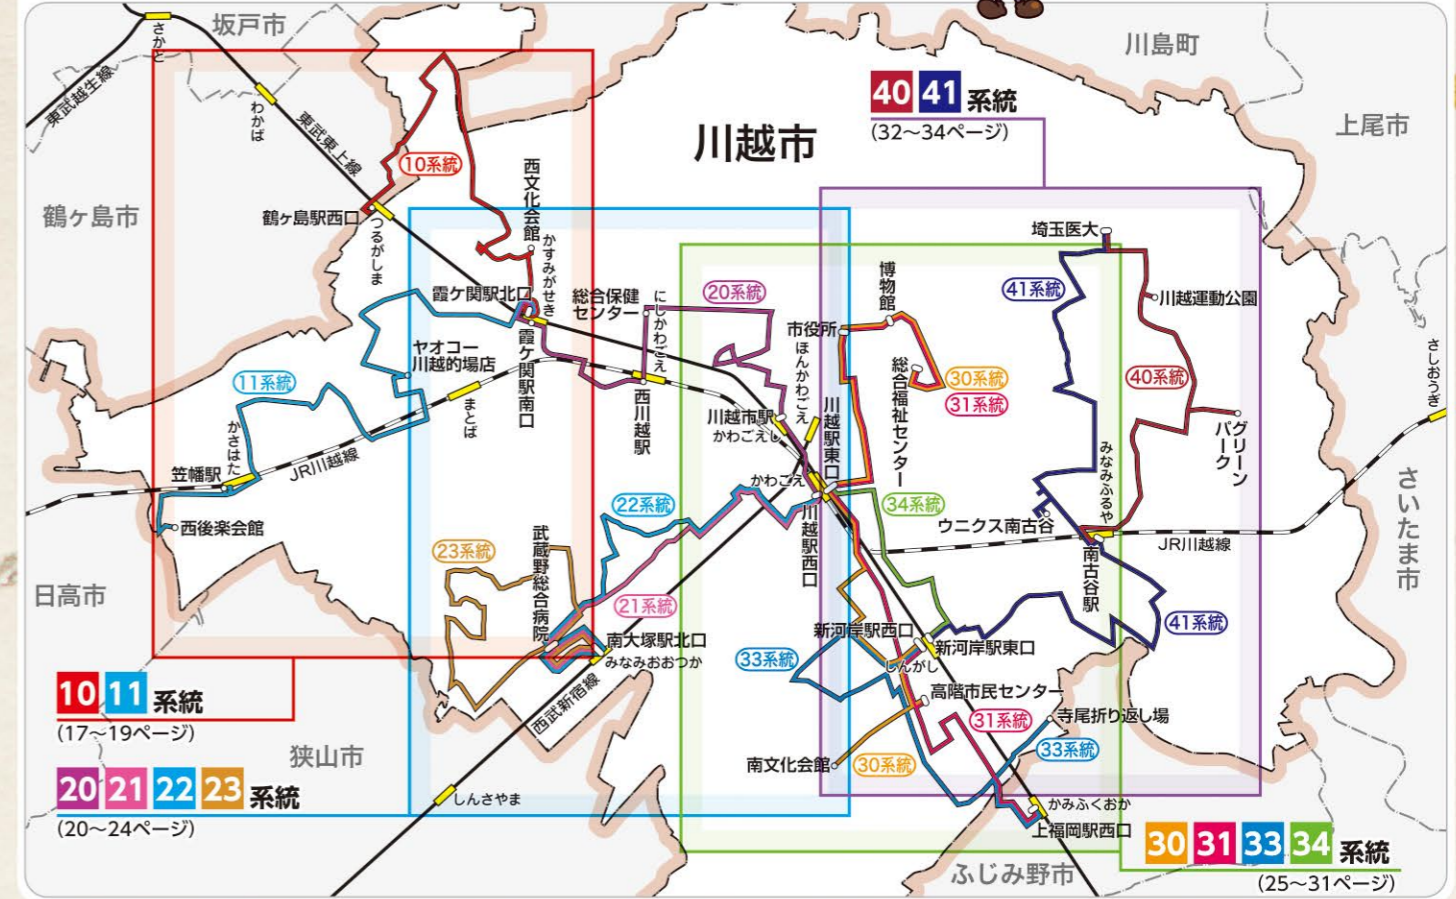 さかど
坂戸市
川島町
東武越生線
わかば
東武東上線
40 41 系統
(32~34ページ)
川越市
上尾市
10系統
西文化会館
鶴ヶ島市
鶴ヶ島駅西口
つるがしま
かすみがせき
埼玉医大
博物館
霞ケ関駅北口
総合保健
センター
にしかわごえ
20系統
41系統
川越運動公園
市役所
ほんかわごえ
霞ケ関駅南口
ヤオコー
川越的場店
さしおうぎ
総合福祉センター
30系統
31系統
40系統
11系統
まとば
西川越駅
川越市駅
かわごえし
川越駅東口
グリーン
パーク
かさはた
笠幡駅
JR川越線
かわごえ
みなみふるや
さいたま市
22系統
34系統
西後楽会館
川越駅西口
ウニクス南古谷
JR川越線
23系統
武蔵野総合病院
南古谷駅
日高市
21系統
41系統
南大塚駅北口
みなみおおつか
新河岸駅西口
新河岸駅東口
しんがし
33系統
10 11 系統
(17~19ページ)
西武新宿線
高階市民センター
31系統
寺尾折り返し場
狭山市
33系統
南文化会館
30系統
20 21 22 23 系統
(20~24ページ)
しんさやま
かみふくおか
上福岡駅西口
30 31 33 34 系統
(25~31ページ)
ふじみ野市